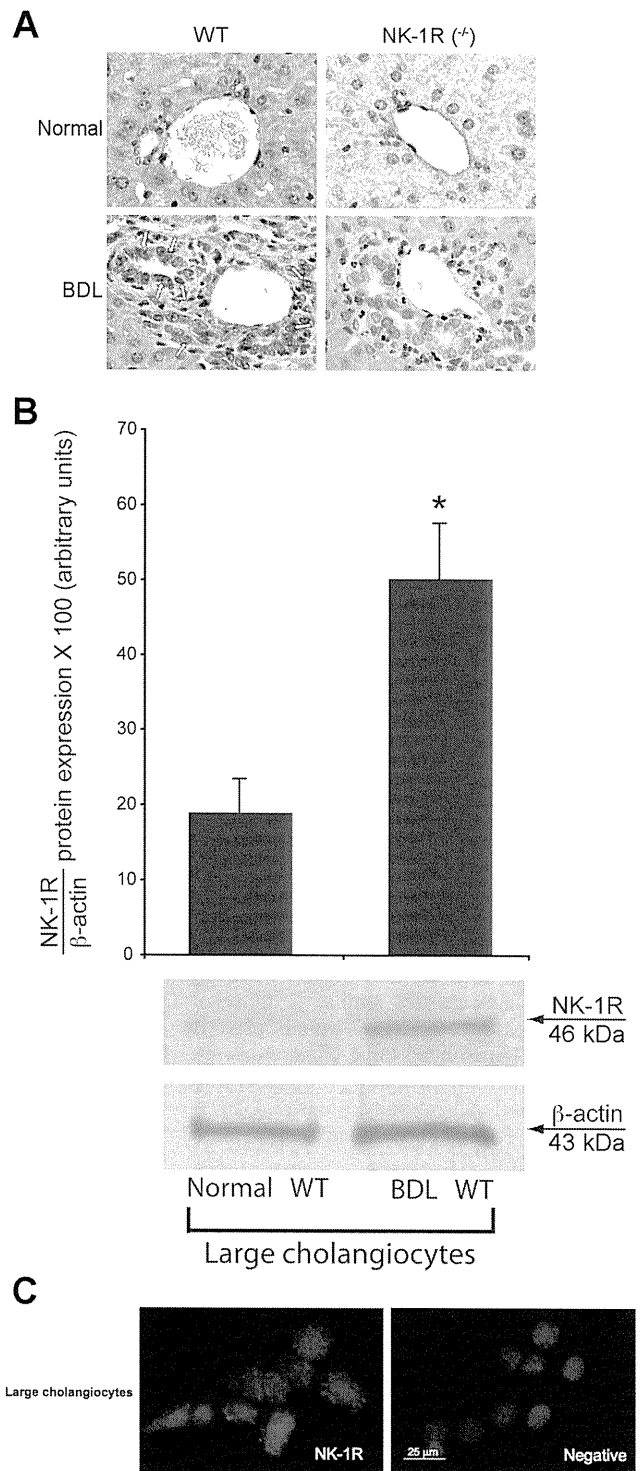 A
WT NK-1R (-/-)
Normal
BDL
B
NK-1R
β-actin
protein expression X 100 (arbitrary units)
70
60
50
40
30
20
10
0
*
NK-1R
46 kDa
β-actin
43 kDa
Normal WT BDL WT
Large cholangiocytes
C
Large cholangiocytes
NK-1R
25 µm
Negative